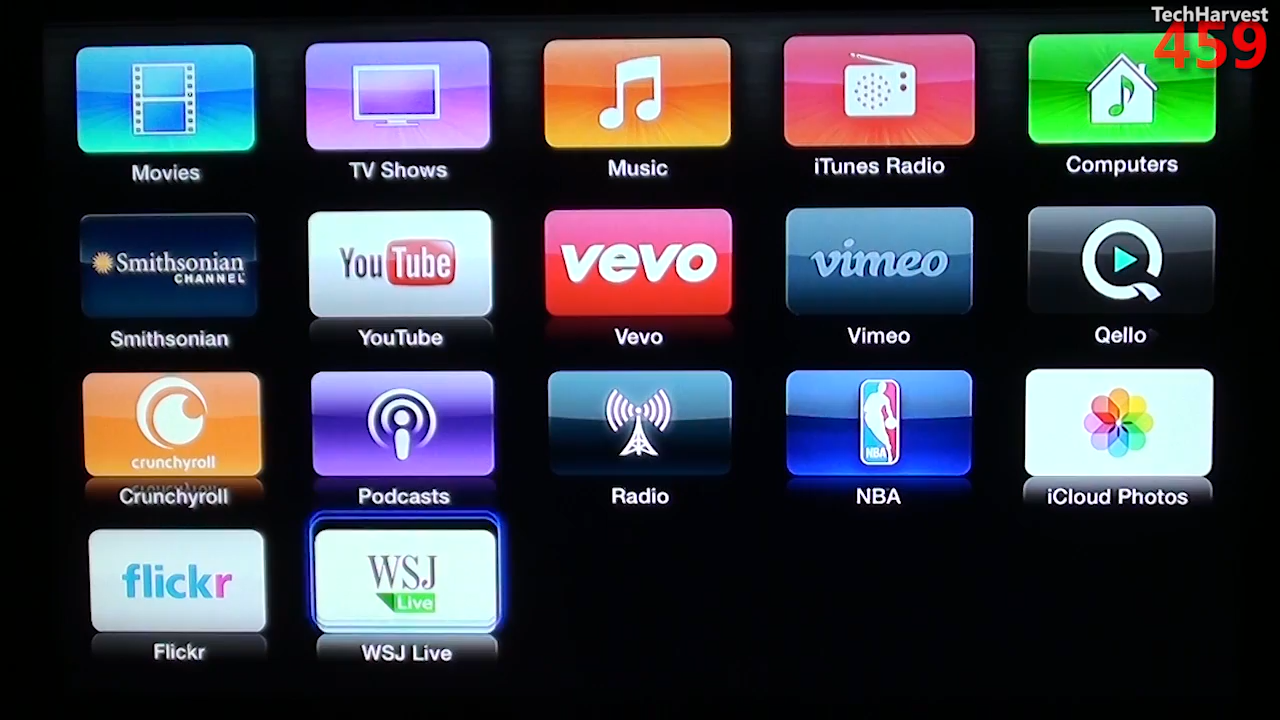 TechHarvest
459
Movies
TV Shows
Music
iTunes Radio
Computers
Smithsonian
CHANNEL
Smithsonian
YouTube
YouTube
vevo
Vevo
vimeo
Vimeo
Qello
crunchyroll
Crunchyroll
Podcasts
Radio
NBA
NBA
iCloud Photos
flickr
Flickr
WSJ
Live
WSJ Live